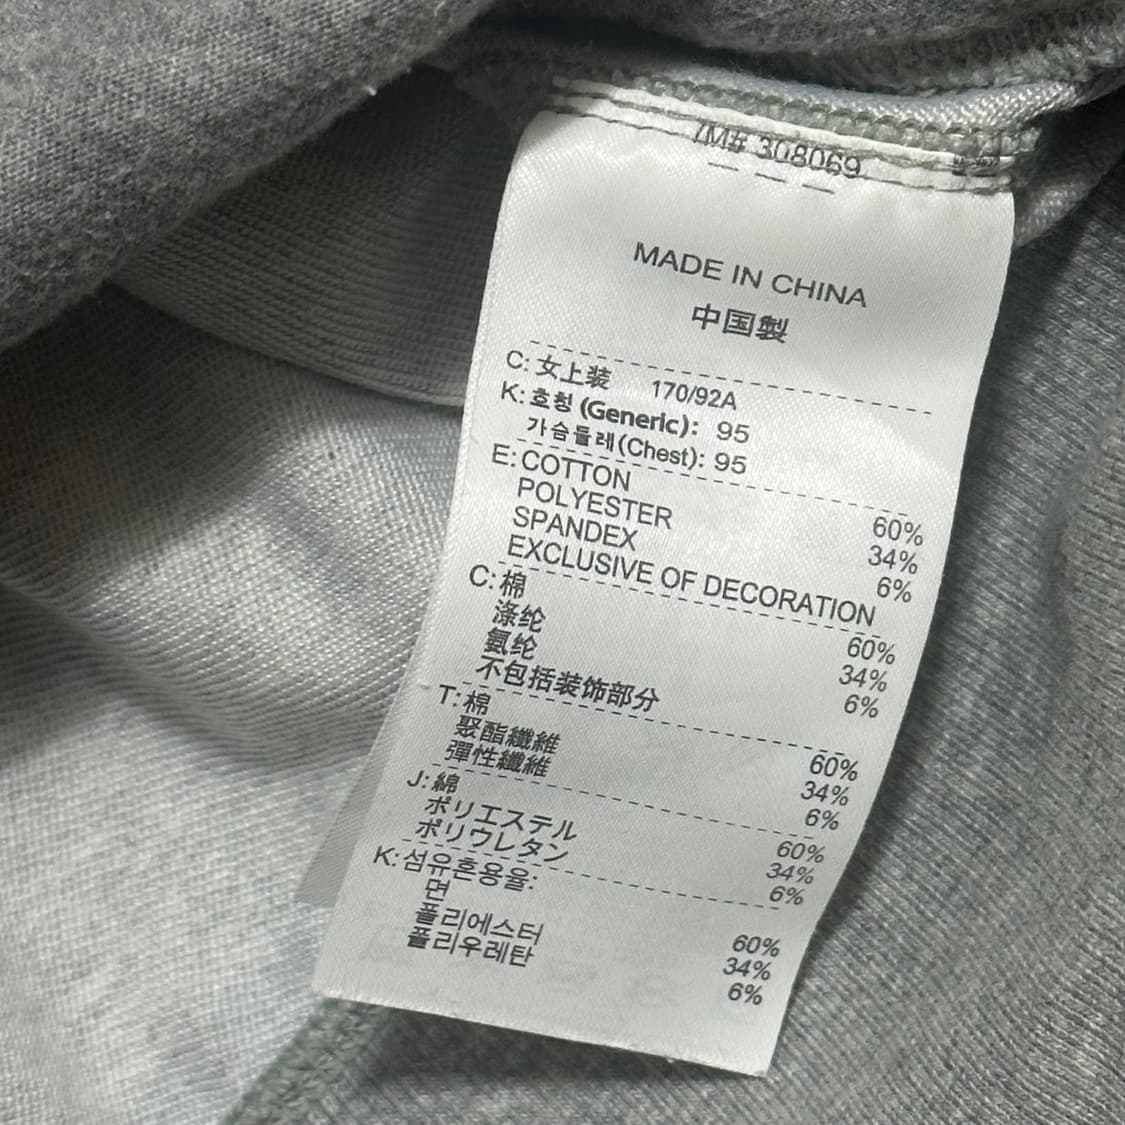 IM# 308069
MADE IN CHINA
中国製
C: 女上装 170/92A
K: 호칭 (Generic): 95
가슴들레(Chest): 95
E: COTTON 60%
POLYESTER 34%
SPANDEX 6%
EXCLUSIVE OF DECORATION
C: 棉 60%
涤纶 34%
氨纶 6%
不包括装饰部分
T: 棉 60%
聚酯纖維 34%
彈性纖維 6%
J: 綿 60%
ポリエステル 34%
ポリウレタン 6%
K: 섬유혼용율:
면 60%
폴리에스터 34%
폴리우레탄 6%